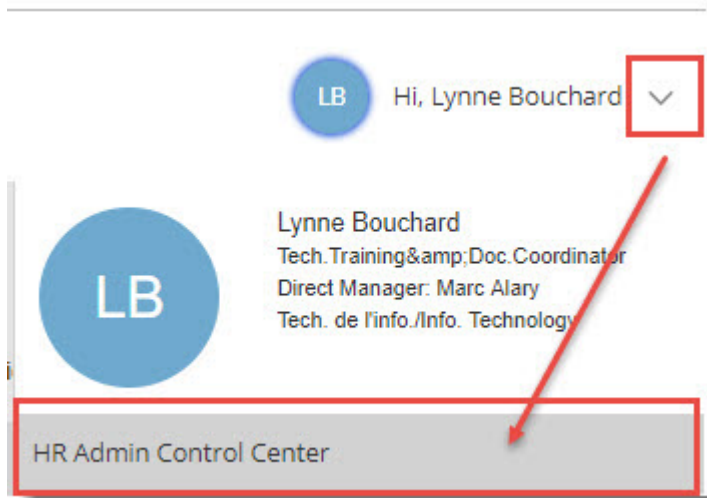 LB Hi, Lynne Bouchard
LB
Lynne Bouchard
Tech.Training&amp;Doc.Coordinator
Direct Manager: Marc Alary
Tech. de l'info./Info. Technology
HR Admin Control Center